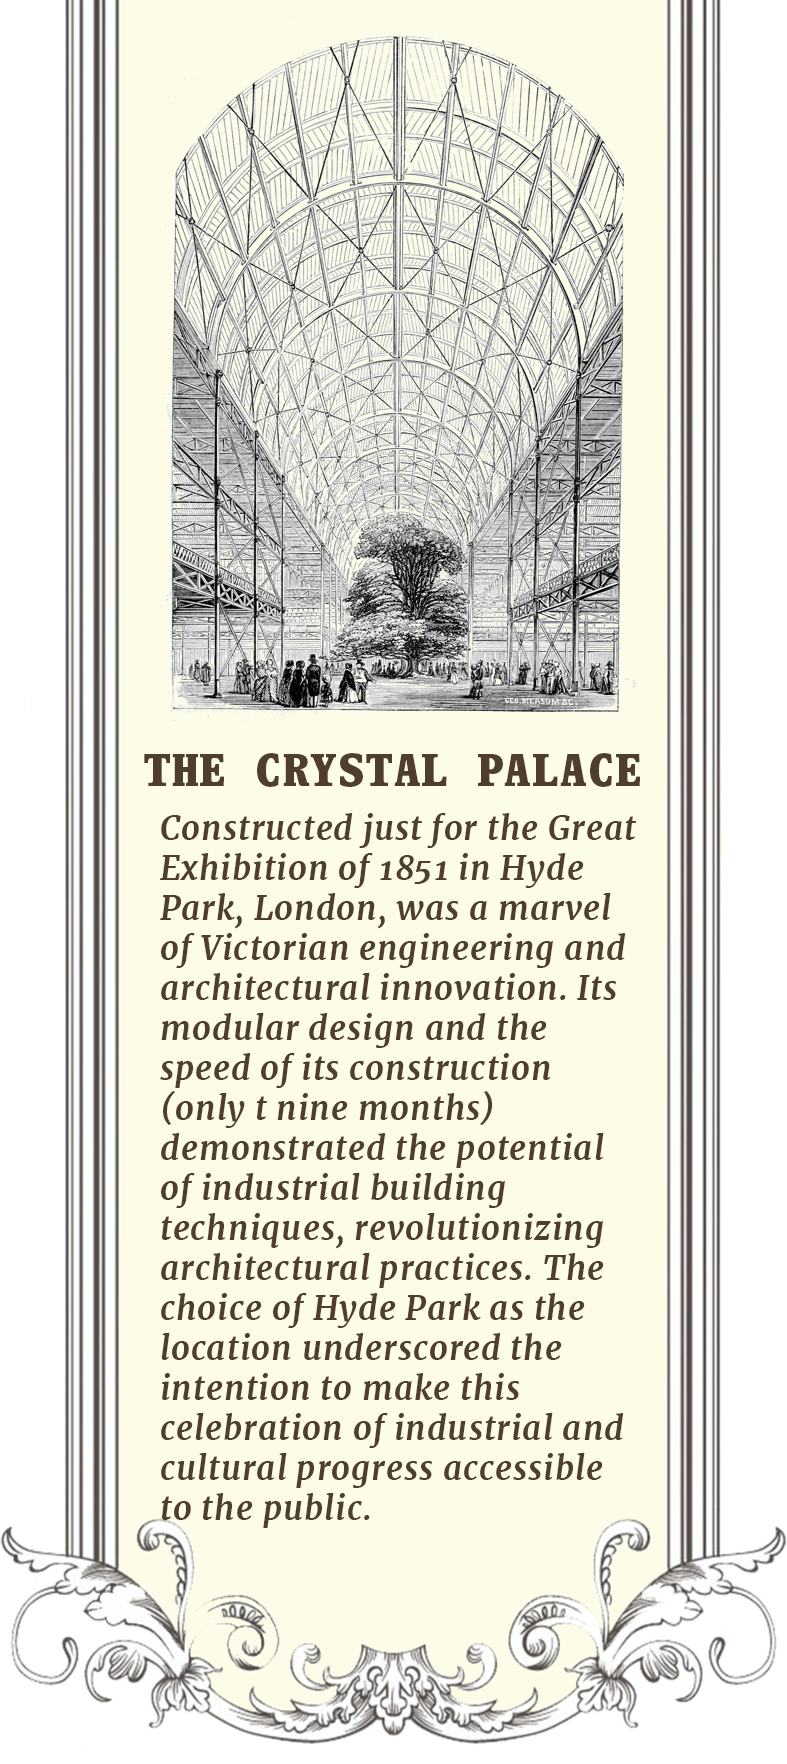 GEO. MEASOM SC.
THE CRYSTAL PALACE
Constructed just for the Great
Exhibition of 1851 in Hyde
Park, London, was a marvel
of Victorian engineering and
architectural innovation. Its
modular design and the
speed of its construction
(only t nine months)
demonstrated the potential
of industrial building
techniques, revolutionizing
architectural practices. The
choice of Hyde Park as the
location underscored the
intention to make this
celebration of industrial and
cultural progress accessible
to the public.